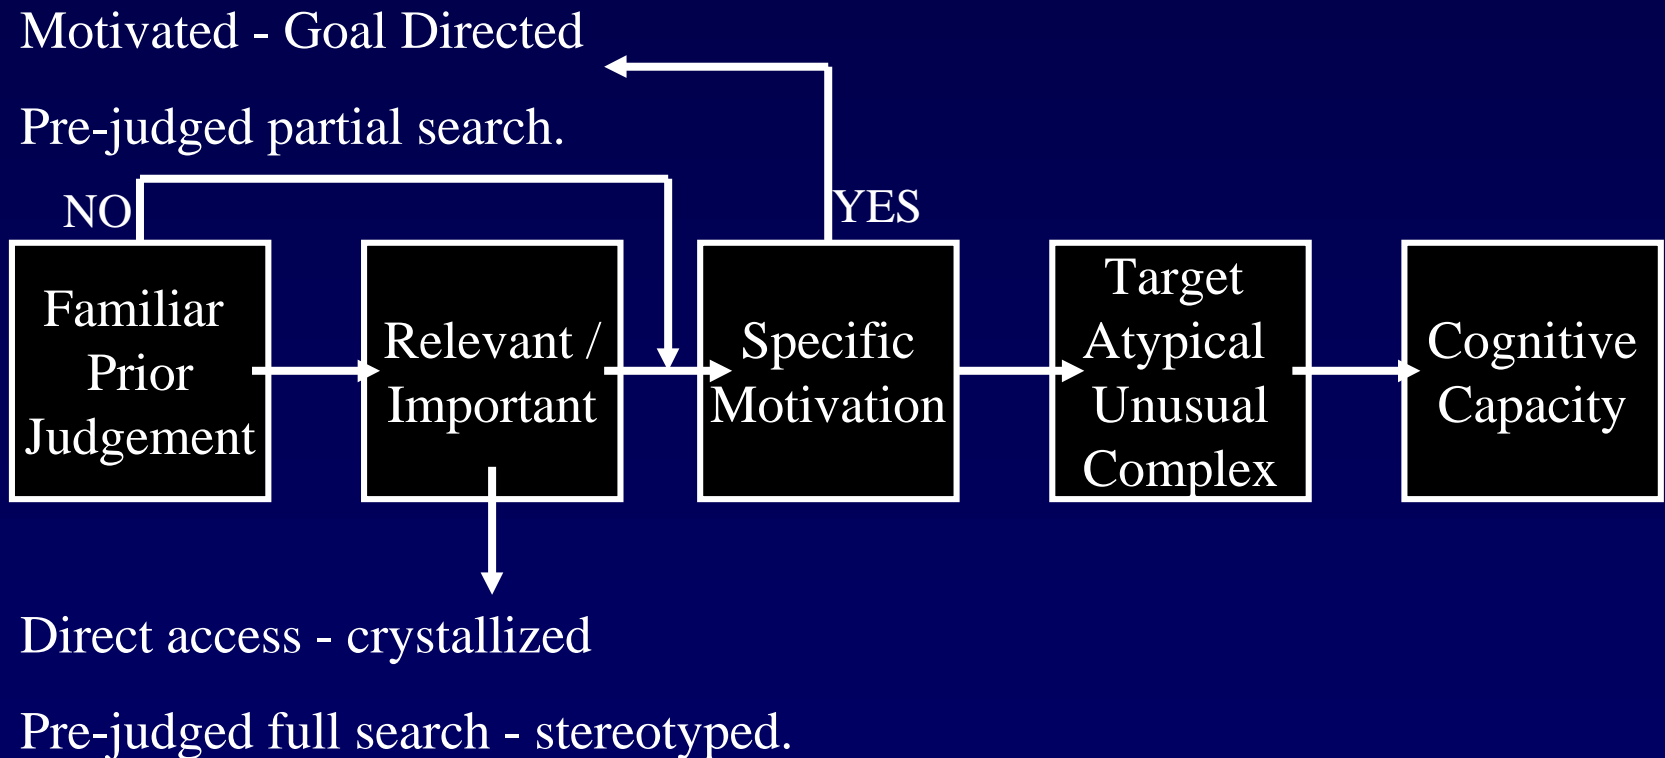 Motivated - Goal Directed
Pre-judged partial search.
NO
YES
Familiar
Prior
Judgement
Relevant /
Important
Specific
Motivation
Target
Atypical
Unusual
Complex
Cognitive
Capacity
Direct access - crystallized
Pre-judged full search - stereotyped.